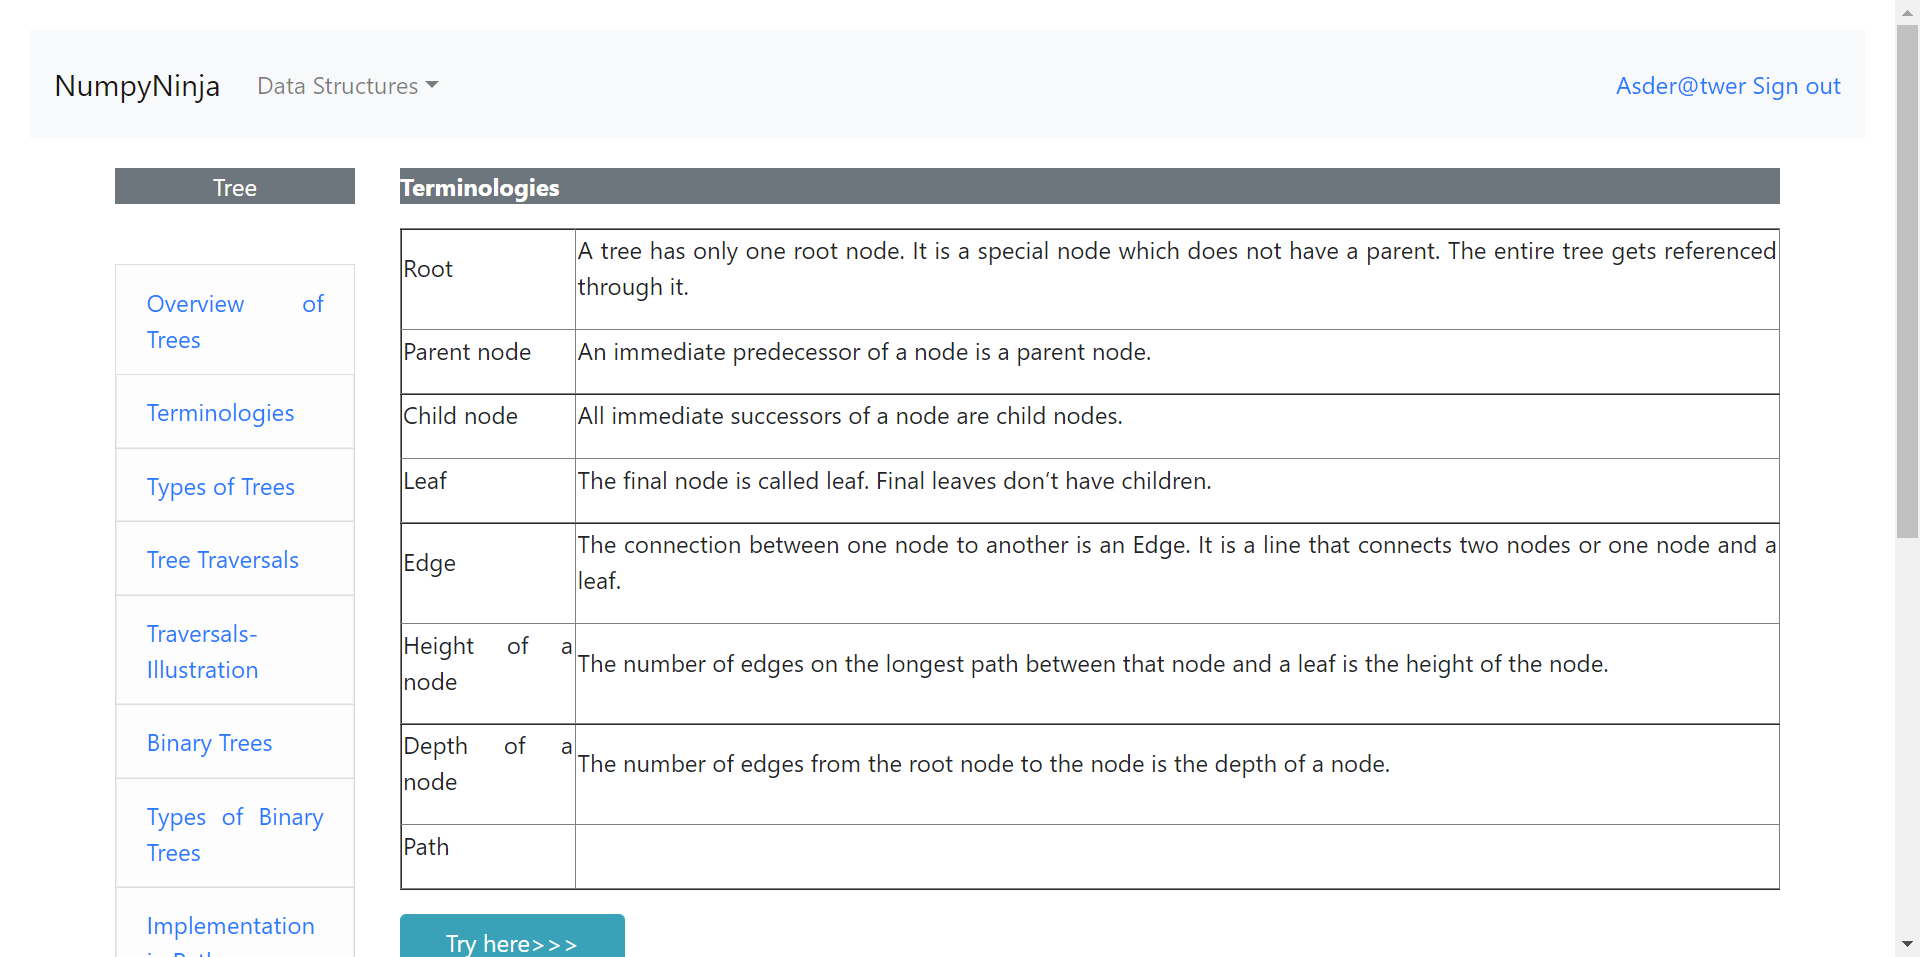 NumpyNinja
Data Structures
Asder@twer Sign out
Tree
Overview of
Trees
Terminologies
Types of Trees
Tree Traversals
Traversals-
Illustration
Binary Trees
Types of Binary
Trees
Implementation
Terminologies
Root
A tree has only one root node. It is a special node which does not have a parent. The entire tree gets referenced
through it.
Parent node
An immediate predecessor of a node is a parent node.
Child node
All immediate successors of a node are child nodes.
Leaf
The final node is called leaf. Final leaves don’t have children.
Edge
The connection between one node to another is an Edge. It is a line that connects two nodes or one node and a
leaf.
Height of a
node
The number of edges on the longest path between that node and a leaf is the height of the node.
Depth of a
node
The number of edges from the root node to the node is the depth of a node.
Path
Try here>>>